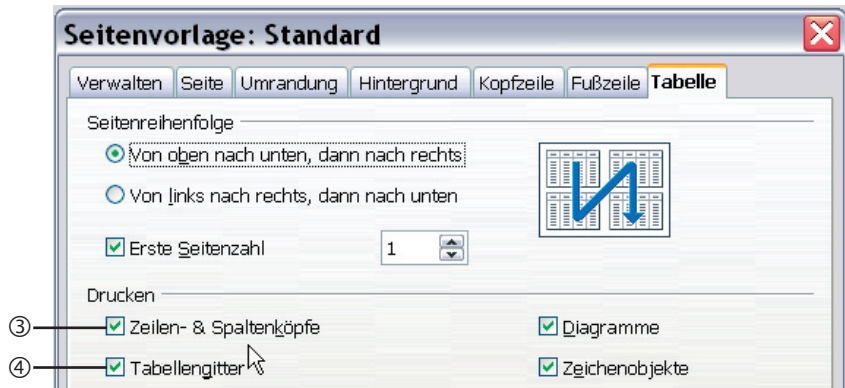 Seitenvorlage: Standard
Verwalten Seite Umrandung Hintergrund Kopfzeile Fußzeile Tabelle
Seitenreihenfolge
Von oben nach unten, dann nach rechts
Von links nach rechts, dann nach unten
Erste Seitenzahl 1
Drucken
③ Zeilen- & Spaltenköpfe Diagramme
④ Tabellengitter Zeichenobjekte